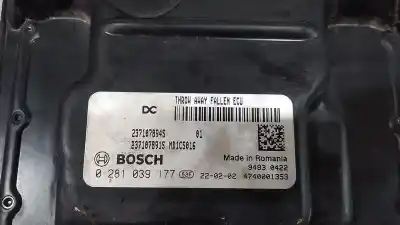 THROW AWAY FALLEN ECU
DC
237107894S 01
237107891S MD1CS016
BOSCH
Made in Romania
9493 0422
0 281 039 177 22-02-02 4740001353